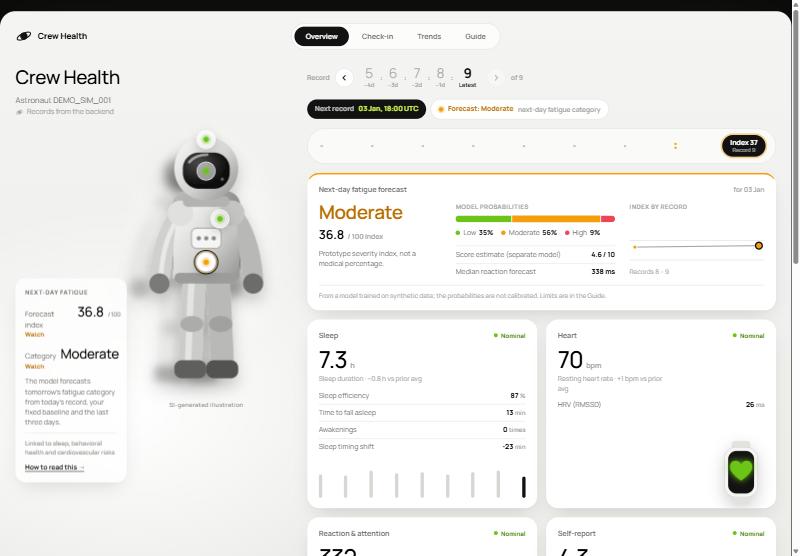 Crew Health
Overview
Check-in
Trends
Guide
Crew Health
Astronaut DEMO_SIM_001
Records from the backend
Record
5 : 6 : 7 : 8 : 9
-4d -3d -2d -1d Latest
of 9
Next record 03 Jan, 18:00 UTC
Forecast: Moderate next-day fatigue category
Index 37
Record 9
Next-day fatigue forecast
for 03 Jan
Moderate
36.8 / 100 Index
Prototype severity index, not a
medical percentage.
MODEL PROBABILITIES
Low 35% Moderate 56% High 9%
Score estimate (separate model) 4.6 / 10
Median reaction forecast 338 ms
INDEX BY RECORD
Records 8 - 9
From a model trained on synthetic data; the probabilities are not calibrated. Limits are in the Guide.
NEXT-DAY FATIGUE
Forecast
index
36.8 /100
Watch
Category Moderate
Watch
The model forecasts
tomorrow's fatigue category
from today's record, your
fixed baseline and the last
three days.
Linked to sleep, behavioral
health and cardiovascular risks
How to read this →
SI-generated illustration
Sleep
Nominal
7.3 h
Sleep duration · -0.8 h vs prior avg
Sleep efficiency 87 %
Time to fall asleep 13 min
Awakenings 0 times
Sleep timing shift -23 min
Heart
Nominal
70 bpm
Resting heart rate · +1 bpm vs prior
avg
HRV (RMSSD) 26 ms
Reaction & attention
Nominal
Self-report
Nominal